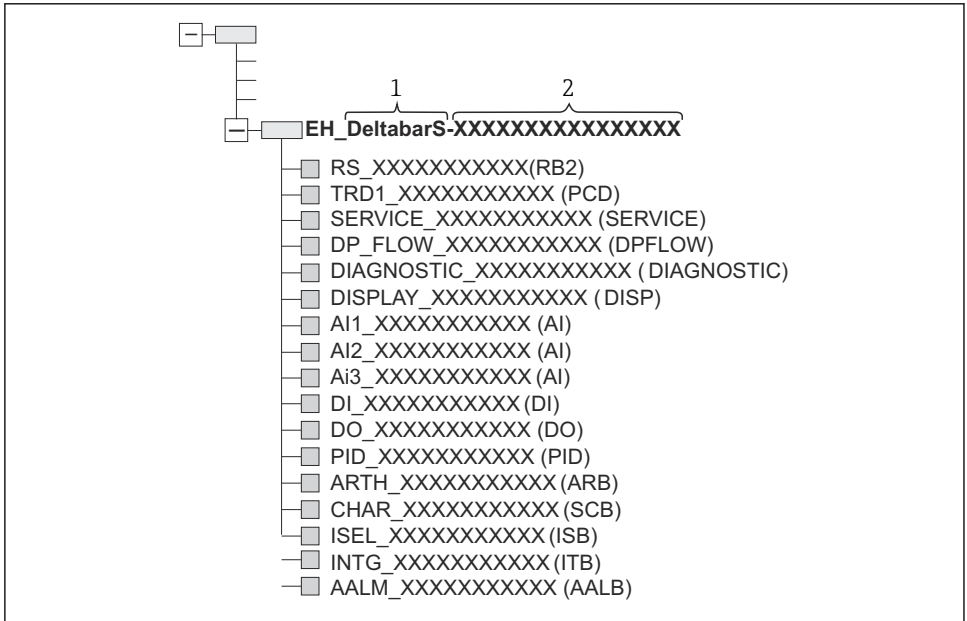 1 2
EH_DeltabarS-XXXXXXXXXXXXXXXX
RS_XXXXXXXXXXX(RB2)
TRD1_XXXXXXXXXXX (PCD)
SERVICE_XXXXXXXXXXX (SERVICE)
DP_FLOW_XXXXXXXXXXX (DPFLOW)
DIAGNOSTIC_XXXXXXXXXXX (DIAGNOSTIC)
DISPLAY_XXXXXXXXXXX (DISP)
AI1_XXXXXXXXXXX (AI)
AI2_XXXXXXXXXXX (AI)
Ai3_XXXXXXXXXXX (AI)
DI_XXXXXXXXXXX (DI)
DO_XXXXXXXXXXX (DO)
PID_XXXXXXXXXXX (PID)
ARTH_XXXXXXXXXXX (ARB)
CHAR_XXXXXXXXXXX (SCB)
ISEL_XXXXXXXXXXX (ISB)
INTG_XXXXXXXXXXX (ITB)
AALM_XXXXXXXXXXX (AALB)